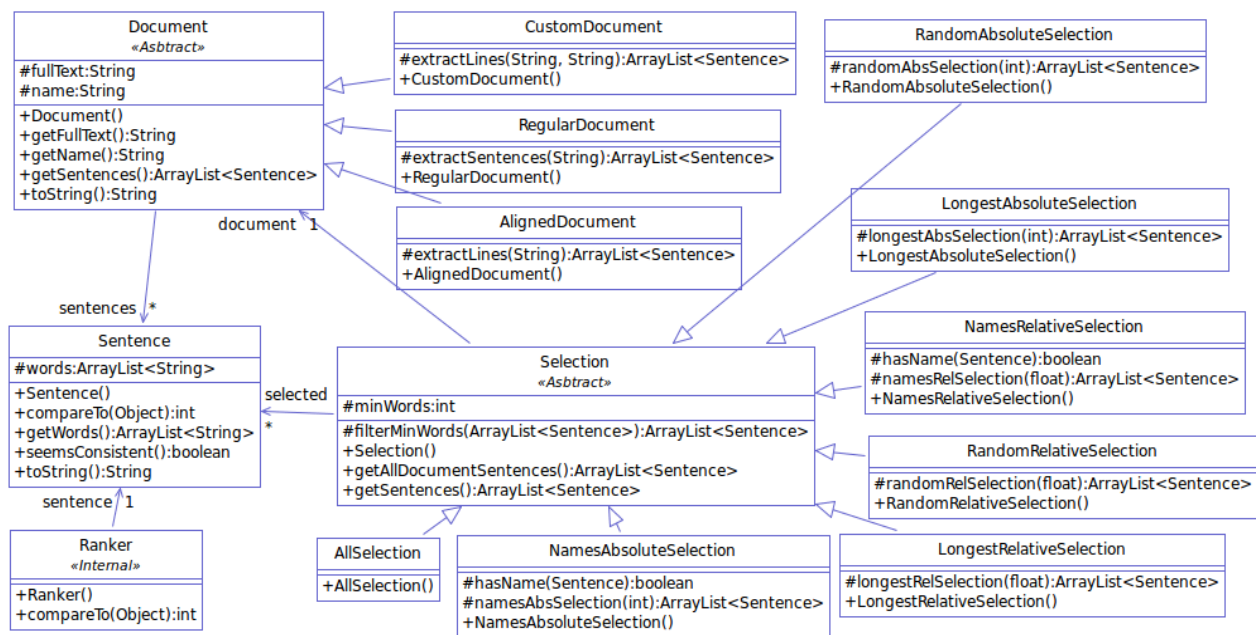 Document
«Asbtract»
#fullText:String
#name:String
+Document()
+getFullText():String
+getName():String
+getSentences():ArrayList<Sentence>
+toString():String
CustomDocument
#extractLines(String, String):ArrayList<Sentence>
+CustomDocument()
RegularDocument
#extractSentences(String):ArrayList<Sentence>
+RegularDocument()
AlignedDocument
#extractLines(String):ArrayList<Sentence>
+AlignedDocument()
RandomAbsoluteSelection
#randomAbsSelection(int):ArrayList<Sentence>
+RandomAbsoluteSelection()
LongestAbsoluteSelection
#longestAbsSelection(int):ArrayList<Sentence>
+LongestAbsoluteSelection()
document 1
sentences *
Sentence
#words:ArrayList<String>
+Sentence()
+compareTo(Object):int
+getWords():ArrayList<String>
+seemsConsistent():boolean
+toString():String
selected
*
Selection
«Asbtract»
#minWords:int
#filterMinWords(ArrayList<Sentence>):ArrayList<Sentence>
+Selection()
+getAllDocumentSentences():ArrayList<Sentence>
+getSentences():ArrayList<Sentence>
NamesRelativeSelection
#hasName(Sentence):boolean
#namesRelSelection(float):ArrayList<Sentence>
+NamesRelativeSelection()
RandomRelativeSelection
#randomRelSelection(float):ArrayList<Sentence>
+RandomRelativeSelection()
sentence 1
Ranker
«Internal»
+Ranker()
+compareTo(Object):int
AllSelection
+AllSelection()
NamesAbsoluteSelection
#hasName(Sentence):boolean
#namesAbsSelection(int):ArrayList<Sentence>
+NamesAbsoluteSelection()
LongestRelativeSelection
#longestRelSelection(float):ArrayList<Sentence>
+LongestRelativeSelection()